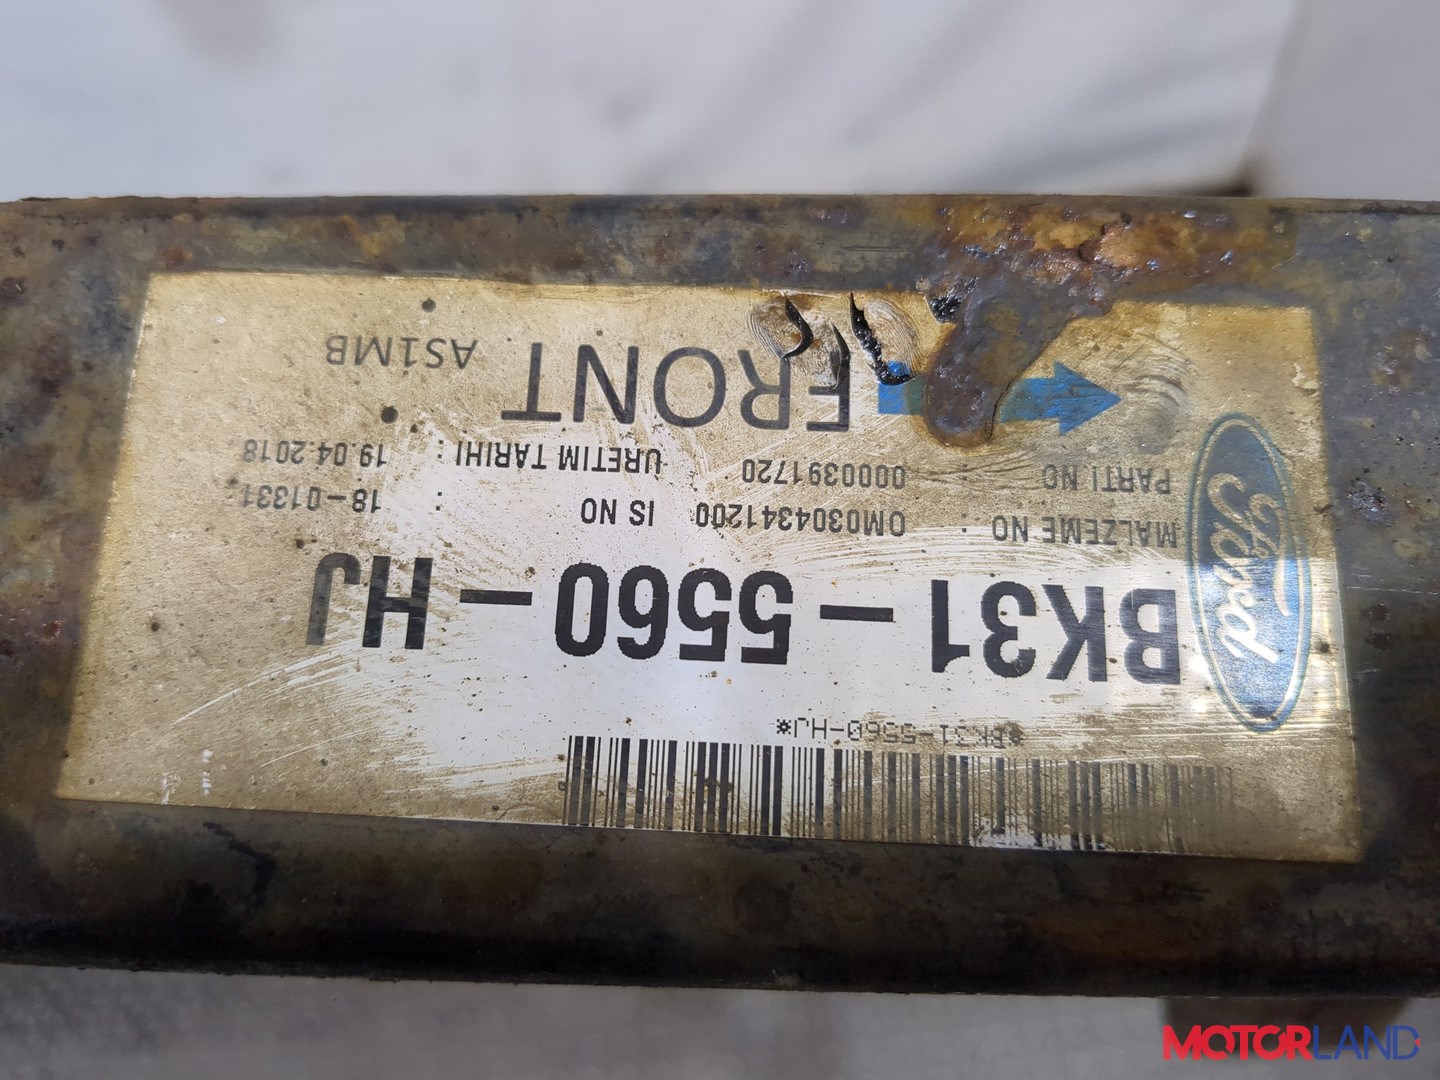 *BK31-5560-HJ*
Ford
BK31 - 5560 - HJ
MALZEME NO : OM0304341200 IS NO : 18-01331
PARTI NO : 0000391720 URETIM TARIHI : 19.04.2018
FRONT AS1MB
MOTORLAND